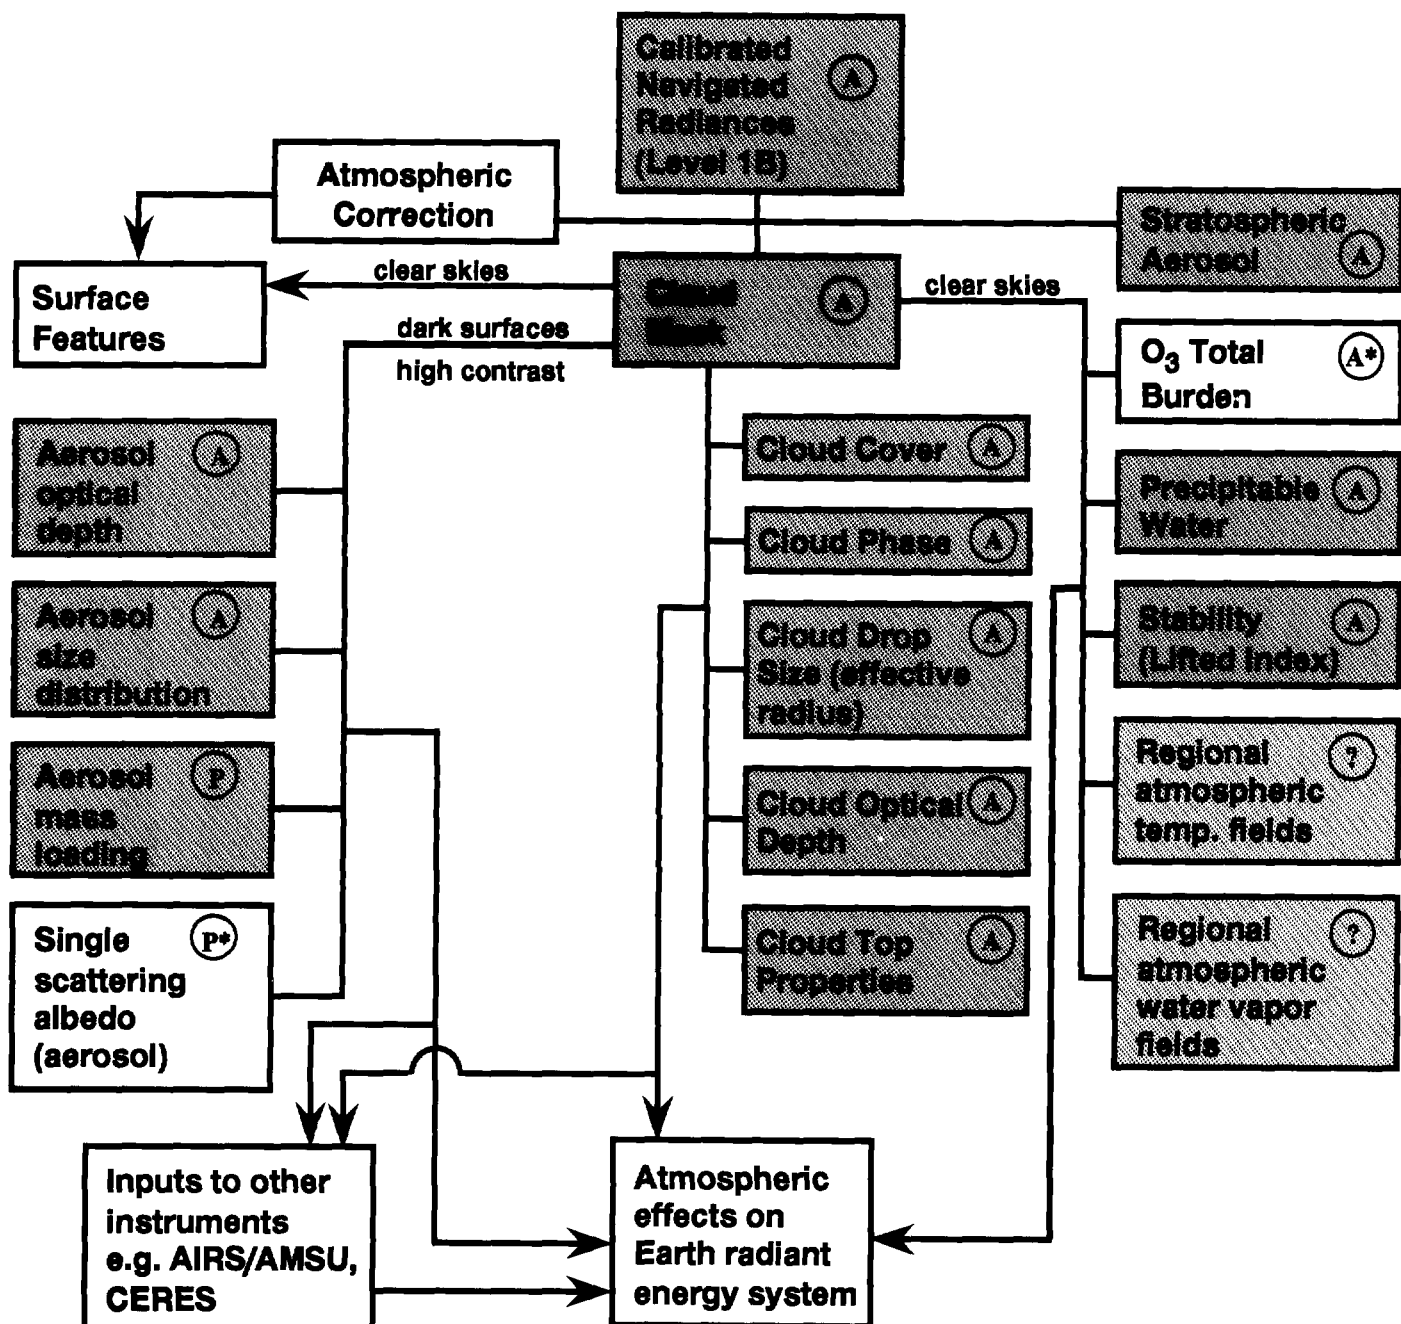 Calibrated
Navigated
Radiances
(Level 1B)
A
Atmospheric
Correction
Stratospheric
Aerosol
A
Surface
Features
clear skies
Cloud
Mask
A
clear skies
dark surfaces
high contrast
O3 Total
Burden
A*
Aerosol
optical
depth
A
Cloud Cover
A
Precipitable
Water
A
Cloud Phase
A
Aerosol
size
distribution
A
Cloud Drop
Size (effective
radius)
A
Stability
(Lifted Index)
A
Aerosol
mass
loading
P
Cloud Optical
Depth
A
Regional
atmospheric
temp. fields
?
Single
scattering
albedo
(aerosol)
P*
Cloud Top
Properties
A
Regional
atmospheric
water vapor
fields
?
Inputs to other
instruments
e.g. AIRS/AMSU,
CERES
Atmospheric
effects on
Earth radiant
energy system